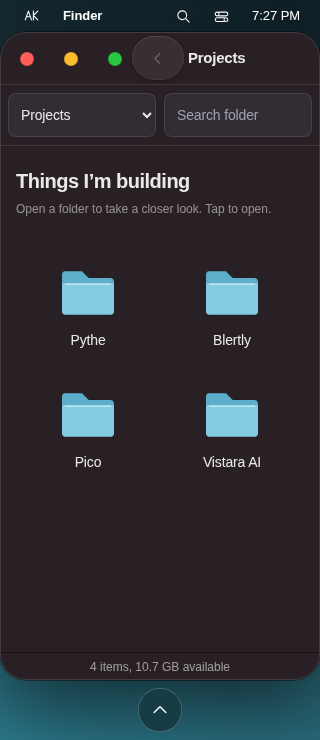 AK Finder 7:27 PM
Projects
Projects Search folder
Things I’m building
Open a folder to take a closer look. Tap to open.
Pythe Blertly
Pico Vistara AI
4 items, 10.7 GB available